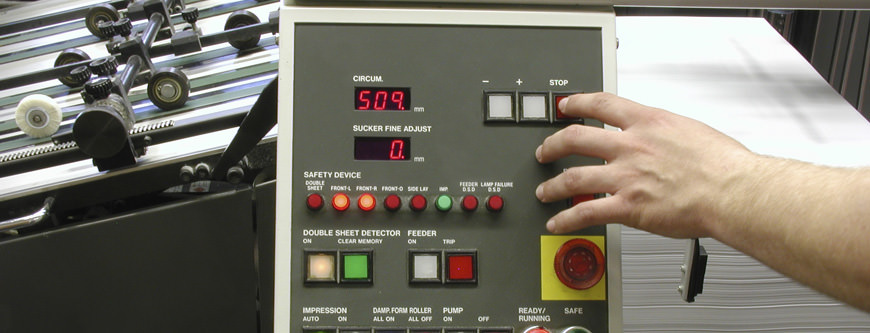 CIRCUM.
- + STOP
509. mm
SUCKER FINE ADJUST
0. mm
SAFETY DEVICE
DOUBLE SHEET FRONT-L FRONT-R FRONT-O SIDE LAY IMP. FEEDER D.S.D LAMP FAILURE D.S.D
DOUBLE SHEET DETECTOR FEEDER
ON CLEAR MEMORY ON TRIP
IMPRESSION DAMP. FORM ROLLER PUMP READY/ SAFE
AUTO ON ALL ON ALL OFF ON OFF RUNNING